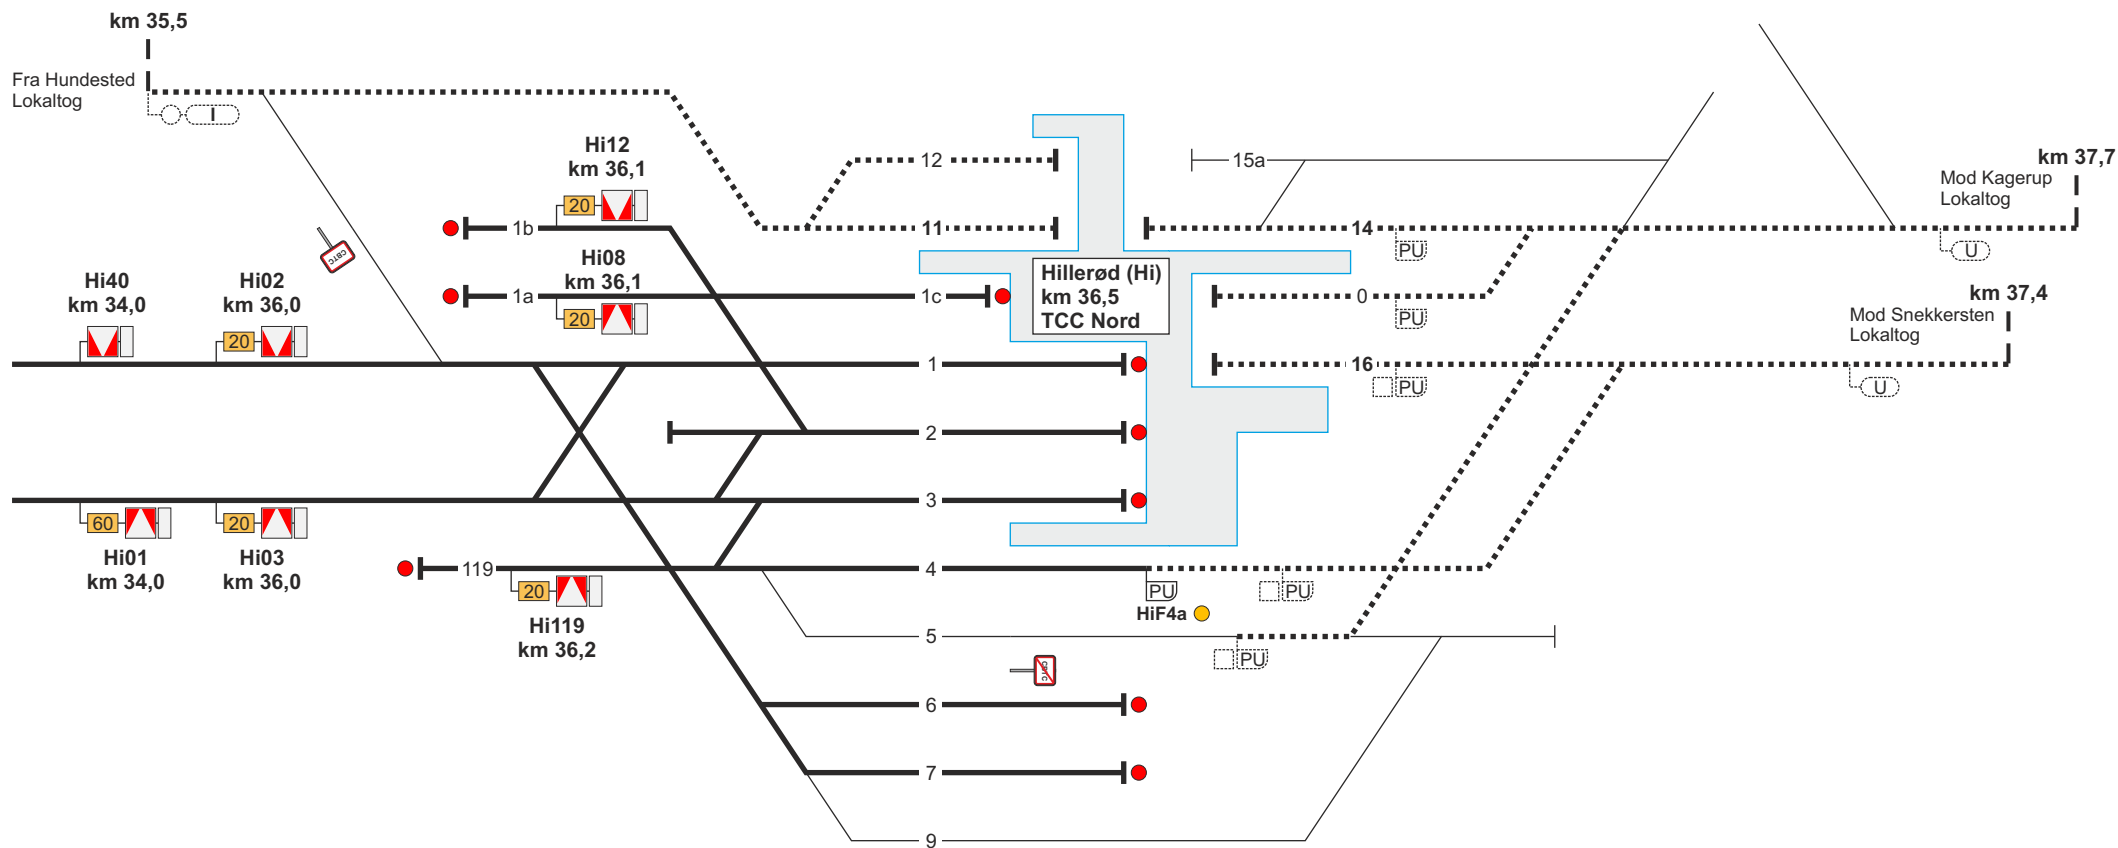 km 35,5
Fra Hundested
Lokaltog
I
Hi12
km 36,1
20
12
15a
km 37,7
Mod Kagerup
Lokaltog
1b
11
14
PU
U
CBTC
Hi08
km 36,1
20
Hillerød (Hi)
km 36,5
TCC Nord
1a
1c
0
PU
km 37,4
Mod Snekkersten
Lokaltog
Hi40
km 34,0
Hi02
km 36,0
20
1
16
PU
U
2
3
60
20
Hi01
km 34,0
Hi03
km 36,0
119
4
20
PU
PU
HiF4a
Hi119
km 36,2
5
PU
CBTC
6
7
9